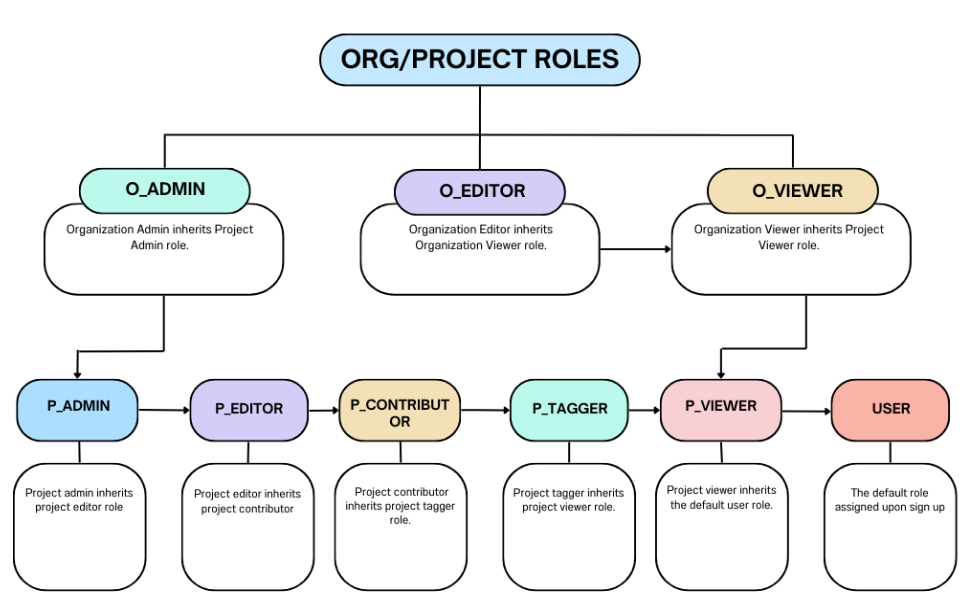 ORG/PROJECT ROLES
O_ADMIN
Organization Admin inherits Project
Admin role.
O_EDITOR
Organization Editor inherits
Organization Viewer role.
O_VIEWER
Organization Viewer inherits Project
Viewer role.
P_ADMIN
P_EDITOR
P_CONTRIBUT
OR
P_TAGGER
P_VIEWER
USER
Project admin inherits
project editor role
Project editor inherits
project contributor
Project contributor
inherits project tagger
role.
Project tagger inherits
project viewer role.
Project viewer inherits
the default user role.
The default role
assigned upon sign up